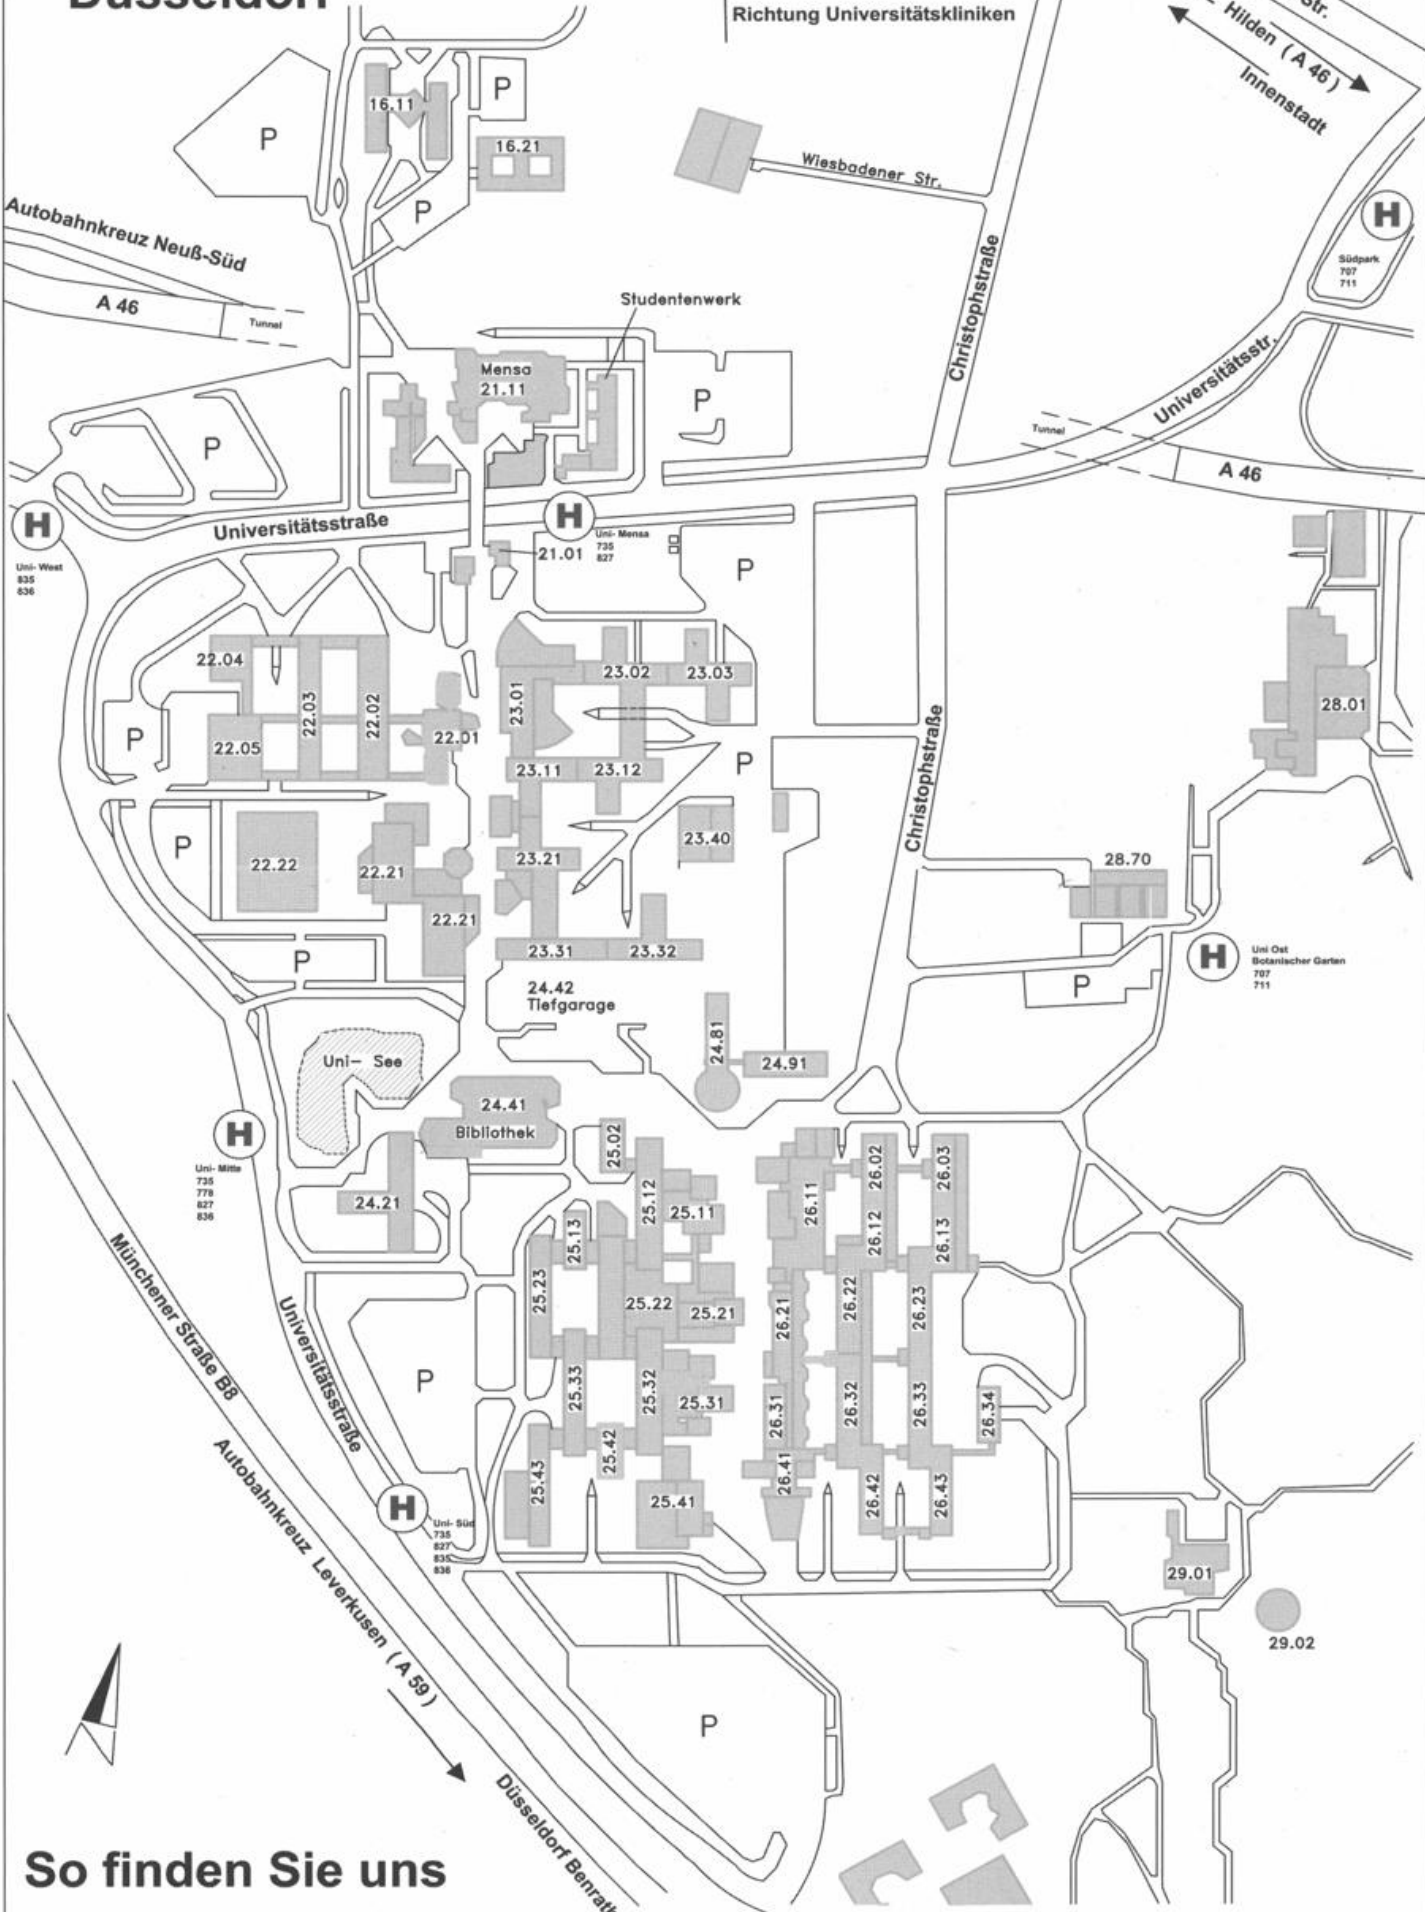 Düsseldorf
Richtung Universitätskliniken
Str.
Hilden ( A 46 )
Innenstadt
16.11
P
P
16.21
P
Wiesbadener Str.
H
Südpark
707
711
Autobahnkreuz Neuß-Süd
A 46
Tunnel
Christophstraße
Studentenwerk
Mensa
21.11
P
P
Universitätsstr.
Tunnel
A 46
H
Uni- West
835
836
Universitätsstraße
H
Uni- Mensa
735
827
21.01
P
22.04
22.03
22.02
22.01
22.05
P
23.01
23.02
23.03
23.11
23.12
P
28.01
Christophstraße
P
22.22
22.21
22.21
23.21
23.40
23.31
23.32
28.70
P
24.42
Tiefgarage
H
Uni Ost
Botanischer Garten
707
711
P
Uni- See
24.81
24.91
24.41
Bibliothek
H
Uni- Mitte
735
778
827
836
24.21
25.02
25.12
25.11
25.13
25.23
25.22
25.21
25.33
25.32
25.31
25.42
25.43
25.41
26.11
26.02
26.03
26.12
26.13
26.21
26.22
26.23
26.31
26.32
26.33
26.34
26.41
26.42
26.43
Münchener Straße B8
Universitätsstraße
P
H
Uni- Süd
735
827
835
836
Autobahnkreuz Leverkusen ( A 59 )
29.01
29.02
P
Düsseldorf Benrath
So finden Sie uns